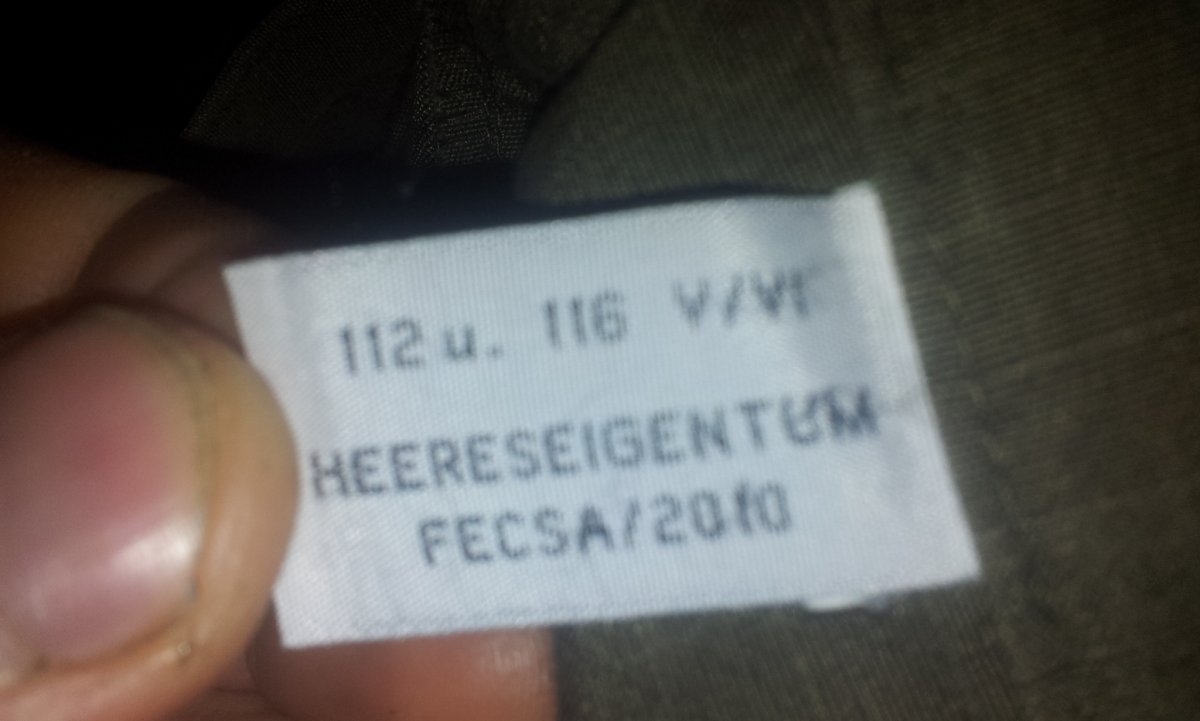 112 u. 116 V/VI
HEERESEIGENTUM
FECSA/2010